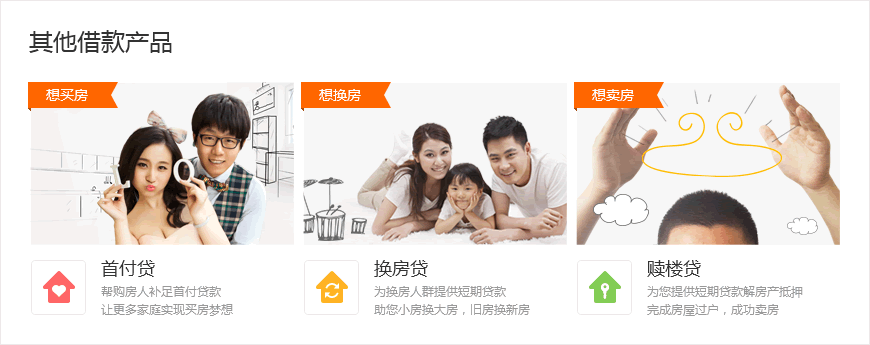 其他借款产品
想买房
想换房
想卖房
LO
首付贷
帮购房人补足首付贷款
让更多家庭实现买房梦想
换房贷
为换房人群提供短期贷款
助您小房换大房，旧房换新房
赎楼贷
为您提供短期贷款解房产抵押
完成房屋过户，成功卖房